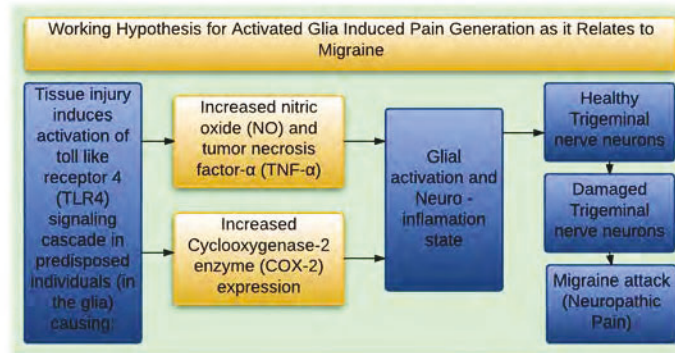 Working Hypothesis for Activated Glia Induced Pain Generation as it Relates to
Migraine
Tissue injury
induces
activation of
toll like
receptor 4
(TLR4)
signaling
cascade in
predisposed
individuals (in
the glia)
causing:
Increased nitric
oxide (NO) and
tumor necrosis
factor-α (TNF-α)
Increased
Cyclooxygenase-2
enzyme (COX-2)
expression
Glial
activation and
Neuro -
inflamation
state
Healthy
Trigeminal
nerve neurons
Damaged
Trigeminal
nerve neurons
Migraine attack
(Neuropathic
Pain)